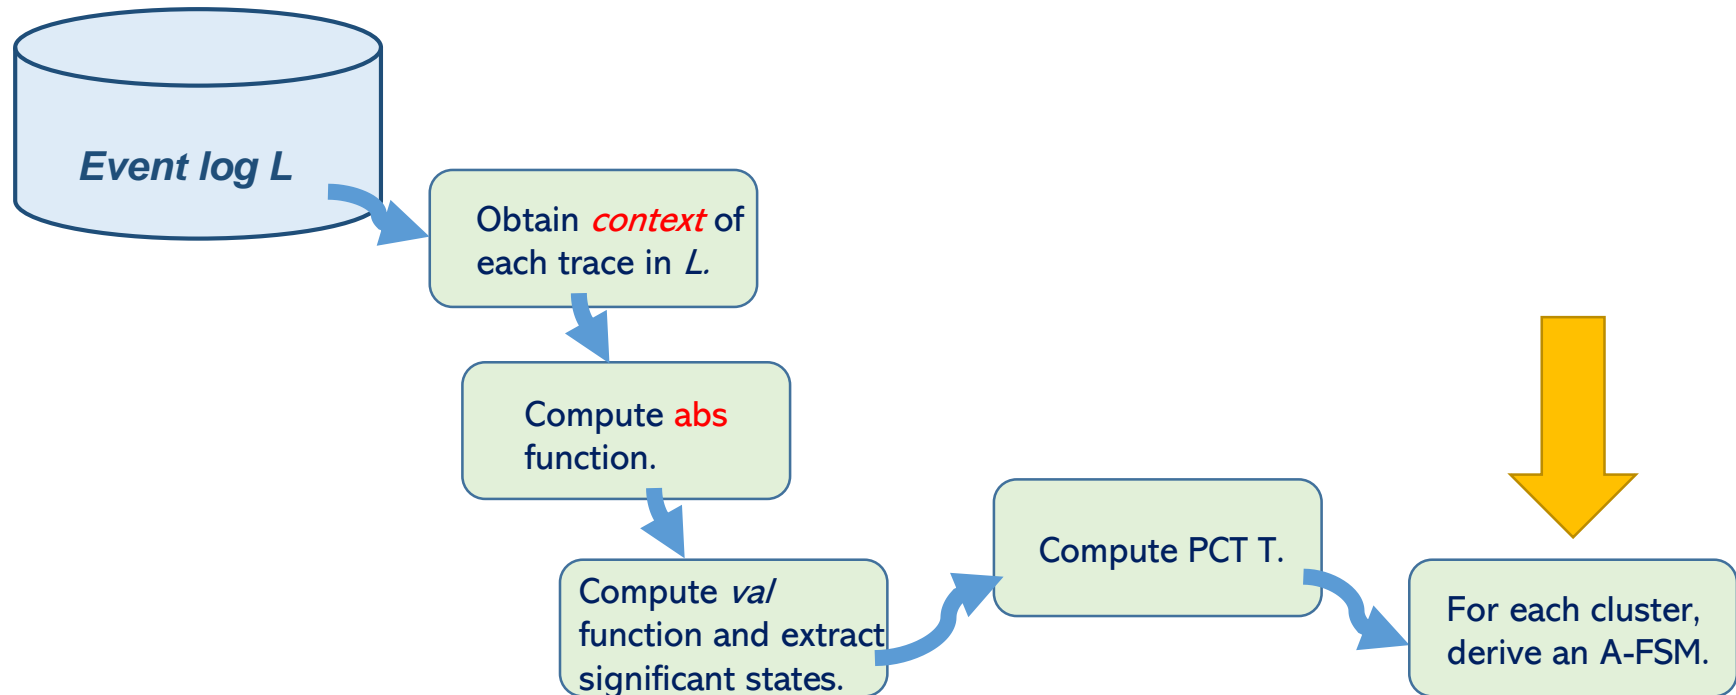 Event log L
Obtain context of
each trace in L.
Compute abs
function.
Compute val
function and extract
significant states.
Compute PCT T.
For each cluster,
derive an A-FSM.